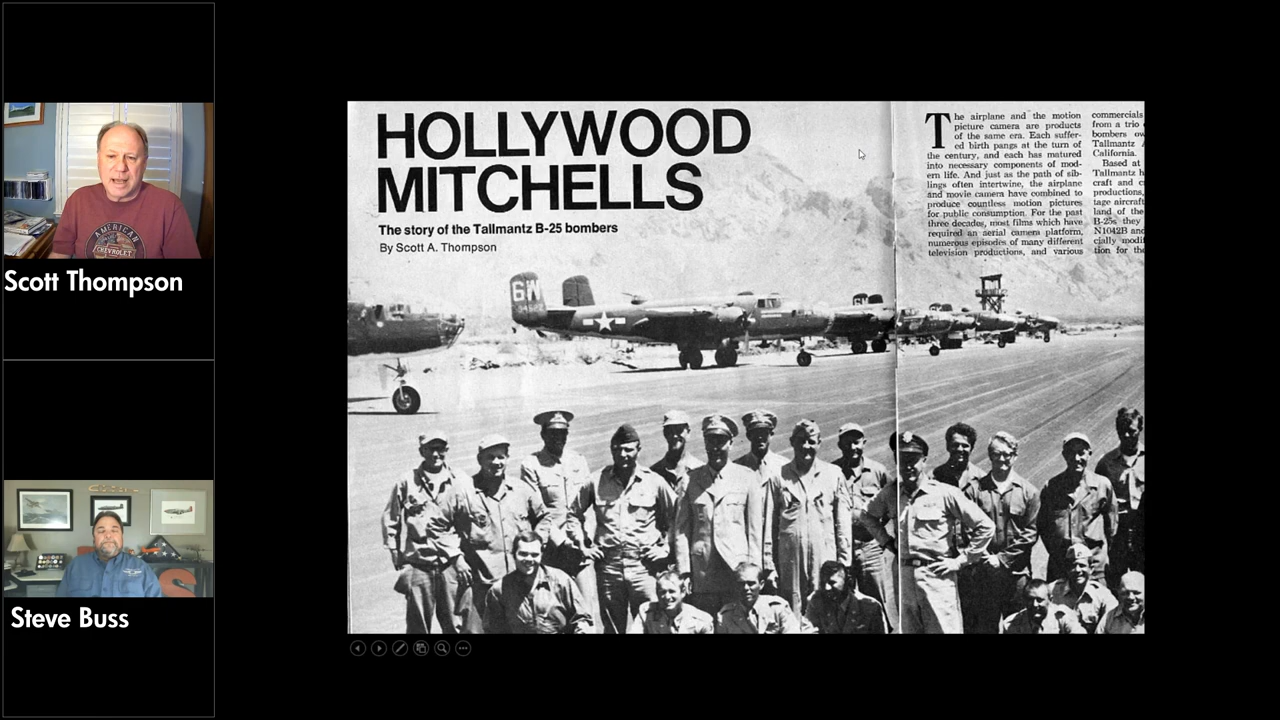 HOLLYWOOD
MITCHELLS
The story of the Tallmantz B-25 bombers
By Scott A. Thompson
The airplane and the motion
picture camera are products
of the same era. Each suffer-
ed birth pangs at the turn of
the century, and each has matured
into necessary components of mod-
ern life. And just as the path of sib-
lings often intertwine, the airplane
and movie camera have combined to
produce countless motion pictures
for public consumption. For the past
three decades, most films which have
required an aerial camera platform,
numerous episodes of many different
television productions, and various
commercials
from a trio
bombers
Tallmantz
California.
Based at
Tallmantz
craft and
productions,
tage aircraft
land of the
B-25s they
N1042B and
cially
tion for
6W
AMERICAN
CHEVROLET
Scott Thompson
Steve Buss